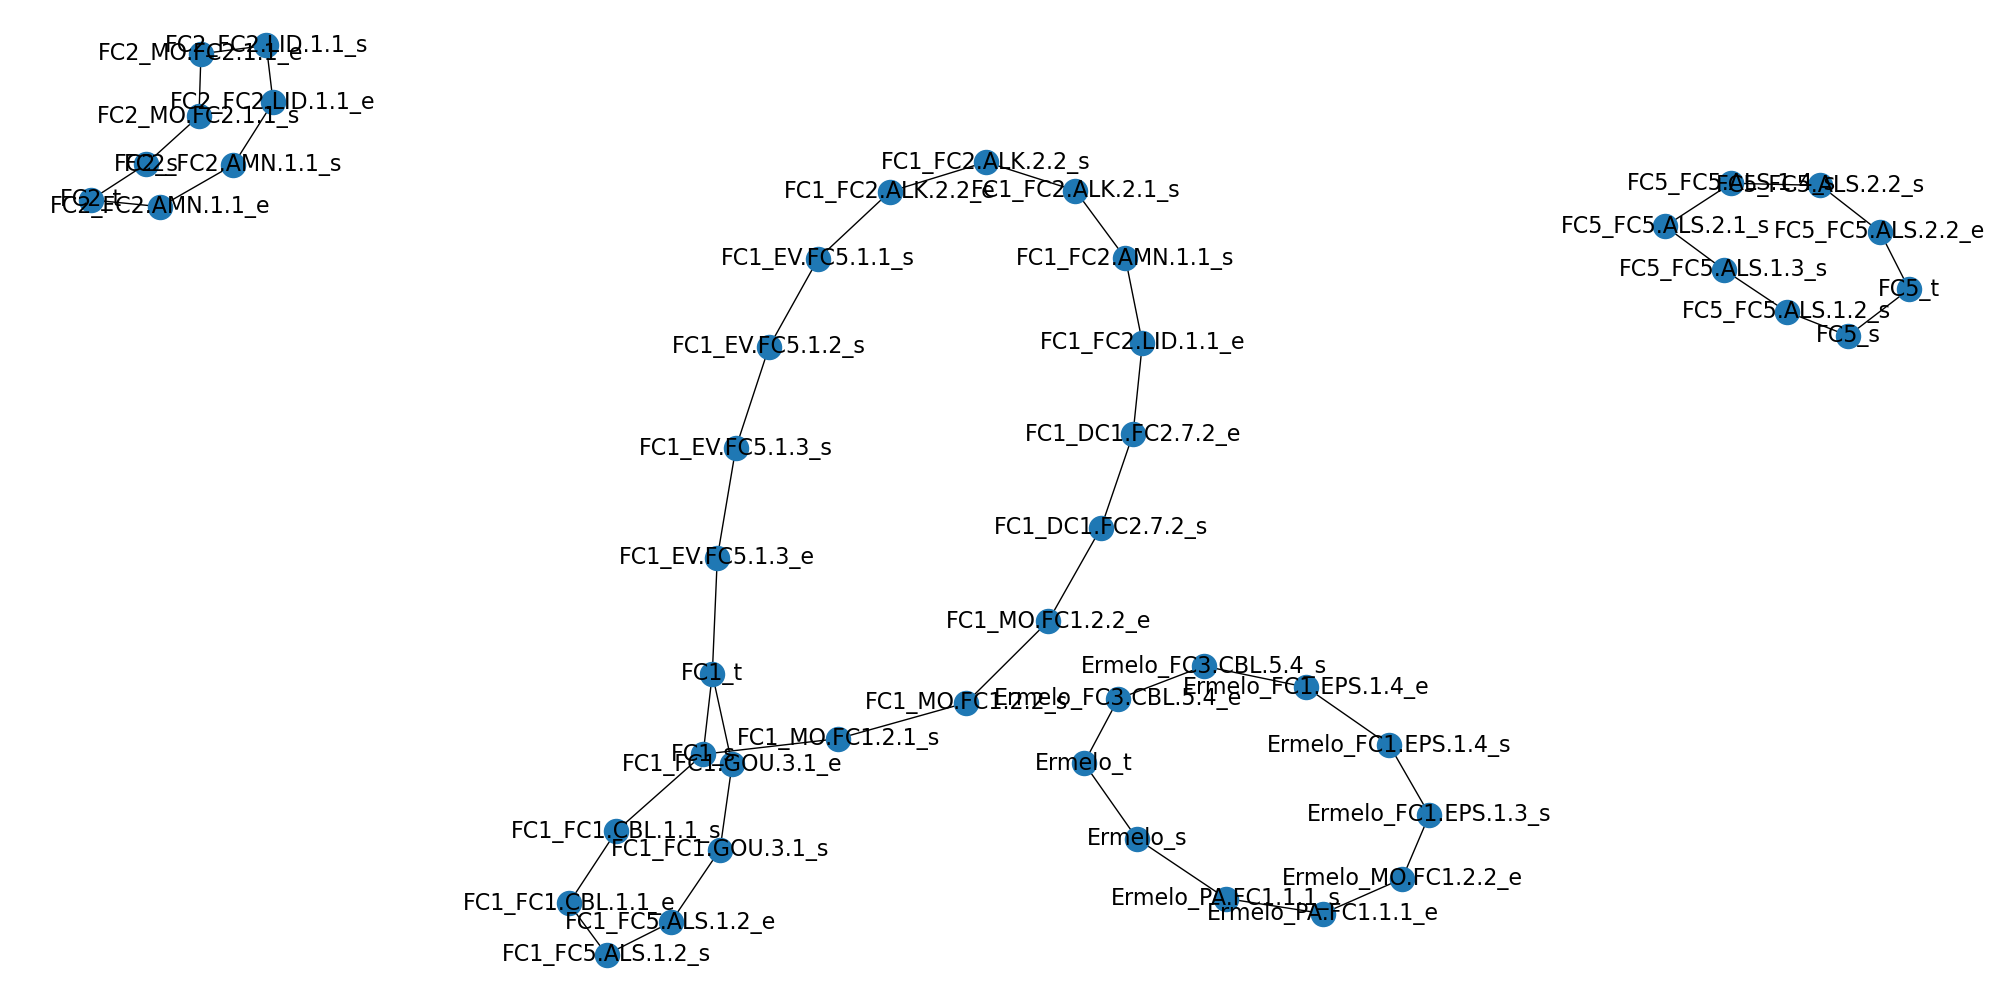 FC2_FC2.LID.1.1_s
FC2_MO.FC2.1.1_e
FC2_FC2.LID.1.1_e
FC2_MO.FC2.1.1_s
FC2_s
FC2_FC2.AMN.1.1_s
FC2_t
FC2_FC2.AMN.1.1_e
FC1_FC2.ALK.2.2_s
FC1_FC2.ALK.2.2_e
FC1_FC2.ALK.2.1_s
FC1_EV.FC5.1.1_s
FC1_FC2.AMN.1.1_s
FC1_EV.FC5.1.2_s
FC1_FC2.LID.1.1_e
FC1_EV.FC5.1.3_s
FC1_DC1.FC2.7.2_e
FC1_DC1.FC2.7.2_s
FC1_EV.FC5.1.3_e
FC1_MO.FC1.2.2_e
FC1_t
FC1_MO.FC1.2.2_s
FC1_MO.FC1.2.1_s
FC1_s
FC1_FC1.GOU.3.1_e
FC1_FC1.CBL.1.1_s
FC1_FC1.GOU.3.1_s
FC1_FC1.CBL.1.1_e
FC1_FC5.ALS.1.2_e
FC1_FC5.ALS.1.2_s
Ermelo_FC3.CBL.5.4_s
Ermelo_FC1.EPS.1.4_e
Ermelo_FC3.CBL.5.4_e
Ermelo_FC1.EPS.1.4_s
Ermelo_t
Ermelo_FC1.EPS.1.3_s
Ermelo_s
Ermelo_MO.FC1.2.2_e
Ermelo_PA.FC1.1.1_s
Ermelo_PA.FC1.1.1_e
FC5_FC5.ALS.1.4_s
FC5_FC5.ALS.2.2_s
FC5_FC5.ALS.2.1_s
FC5_FC5.ALS.2.2_e
FC5_FC5.ALS.1.3_s
FC5_t
FC5_FC5.ALS.1.2_s
FC5_s